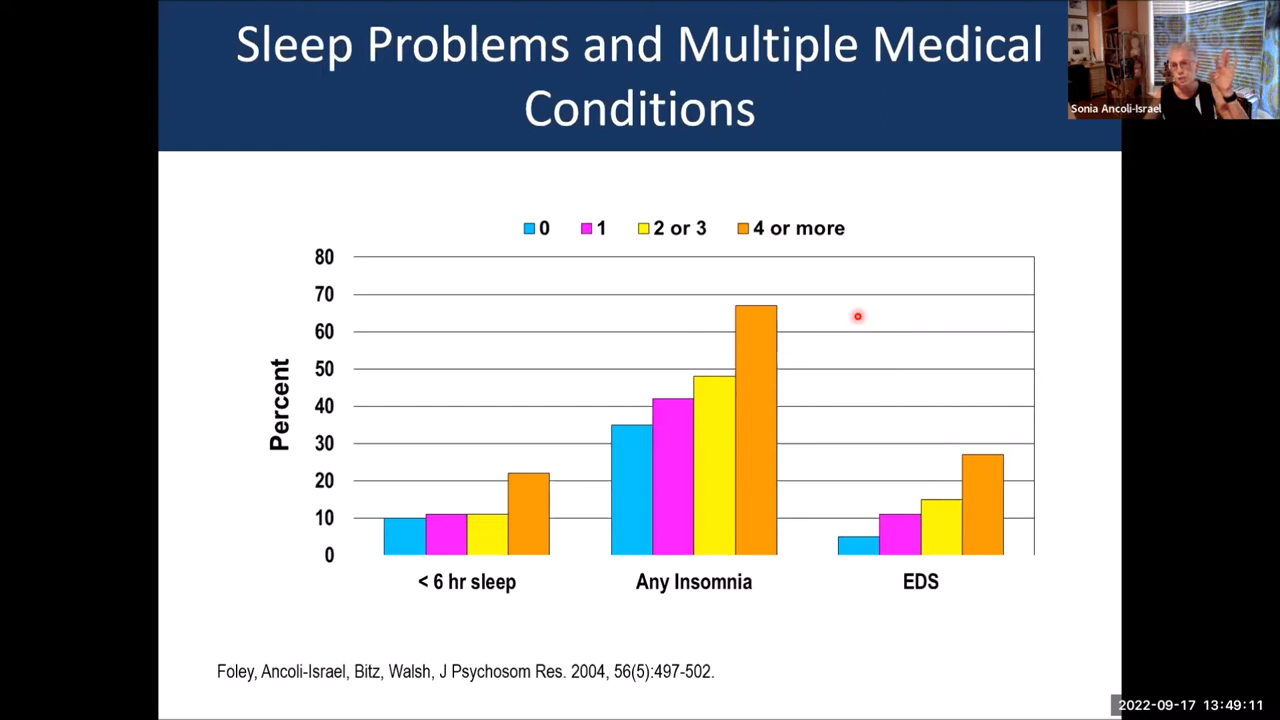 Sleep Problems and Multiple Medical
Conditions
Sonia Ancoli-Israel
0 1 2 or 3 4 or more
80
70
60
50
40
30
20
10
0
Percent
< 6 hr sleep Any Insomnia EDS
Foley, Ancoli-Israel, Bitz, Walsh, J Psychosom Res. 2004, 56(5):497-502.
2022-09-17 13:49:11